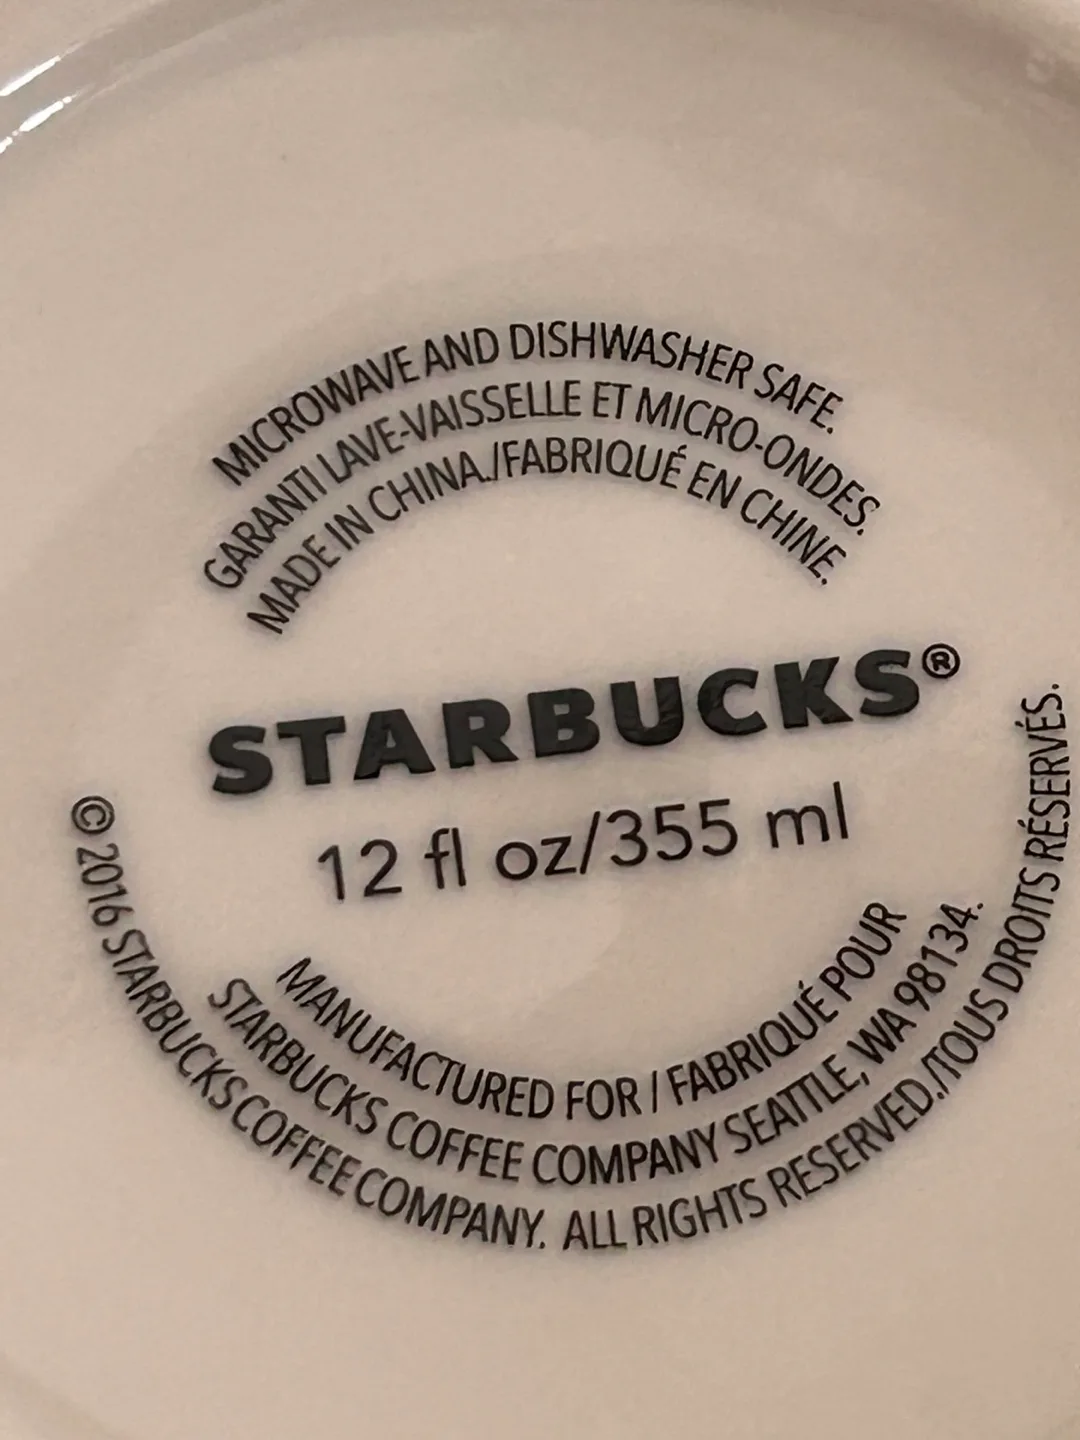 MICROWAVE AND DISHWASHER SAFE.
GARANTI LAVE-VAISSELLE ET MICRO-ONDES.
MADE IN CHINA./FABRIQUÉ EN CHINE.
STARBUCKS®
12 fl oz/355 ml
MANUFACTURED FOR / FABRIQUÉ POUR
STARBUCKS COFFEE COMPANY SEATTLE, WA 98134.
© 2016 STARBUCKS COFFEE COMPANY. ALL RIGHTS RESERVED./TOUS DROITS RÉSERVÉS.